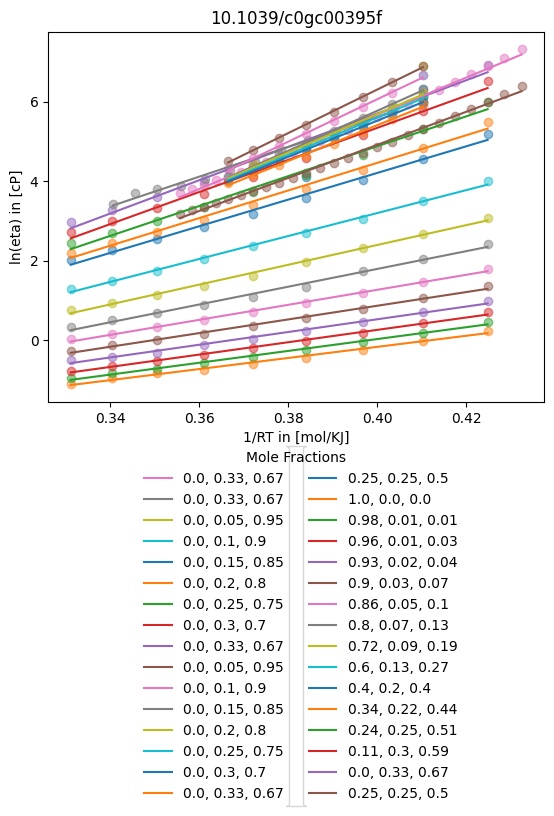 10.1039/c0gc00395f
ln(eta) in [cP]
6
4
2
0
0.34 0.36 0.38 0.40 0.42
1/RT in [mol/KJ]
Mole Fractions
0.0, 0.33, 0.67
0.0, 0.33, 0.67
0.0, 0.05, 0.95
0.0, 0.1, 0.9
0.0, 0.15, 0.85
0.0, 0.2, 0.8
0.0, 0.25, 0.75
0.0, 0.3, 0.7
0.0, 0.33, 0.67
0.0, 0.05, 0.95
0.0, 0.1, 0.9
0.0, 0.15, 0.85
0.0, 0.2, 0.8
0.0, 0.25, 0.75
0.0, 0.3, 0.7
0.0, 0.33, 0.67
0.25, 0.25, 0.5
1.0, 0.0, 0.0
0.98, 0.01, 0.01
0.96, 0.01, 0.03
0.93, 0.02, 0.04
0.9, 0.03, 0.07
0.86, 0.05, 0.1
0.8, 0.07, 0.13
0.72, 0.09, 0.19
0.6, 0.13, 0.27
0.4, 0.2, 0.4
0.34, 0.22, 0.44
0.24, 0.25, 0.51
0.11, 0.3, 0.59
0.0, 0.33, 0.67
0.25, 0.25, 0.5